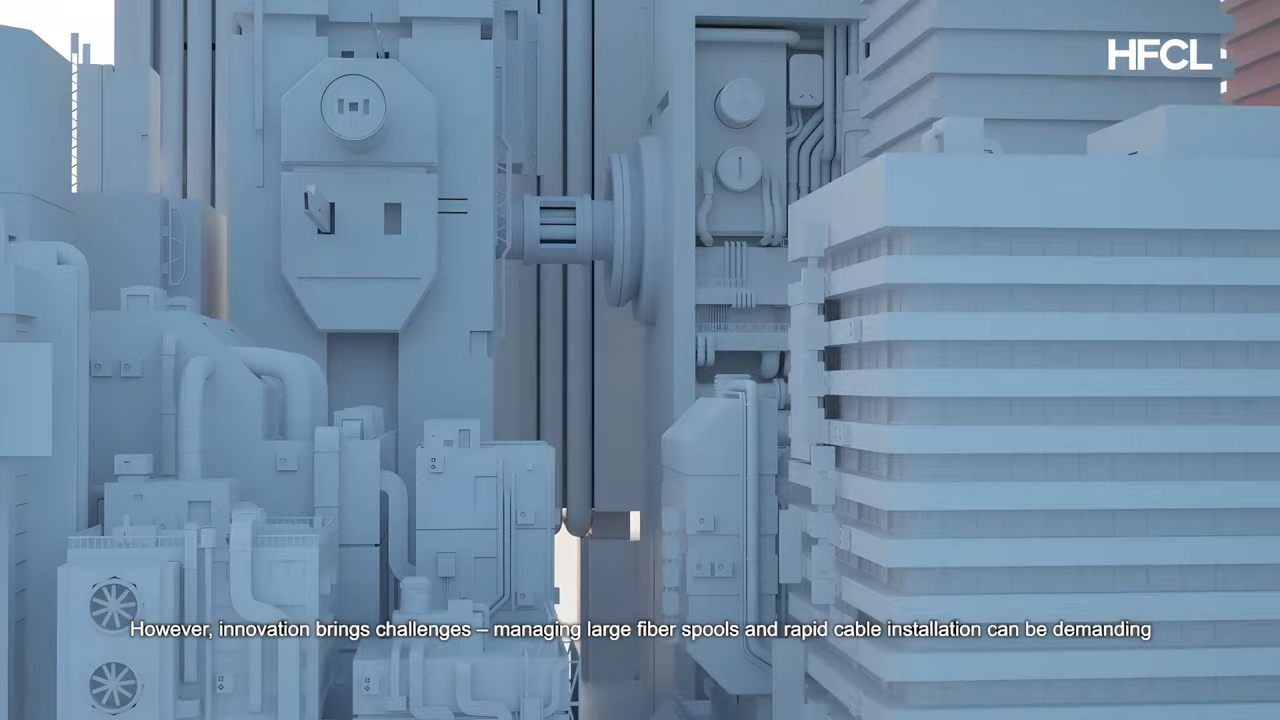 HFCL
However, innovation brings challenges – managing large fiber spools and rapid cable installation can be demanding